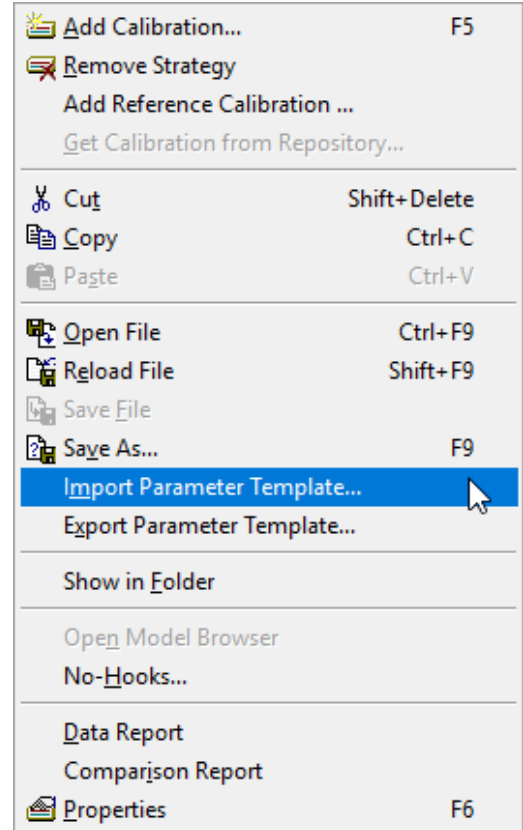 Add Calibration... F5
Remove Strategy
Add Reference Calibration ...
Get Calibration from Repository...
Cut Shift+Delete
Copy Ctrl+C
Paste Ctrl+V
Open File Ctrl+F9
Reload File Shift+F9
Save File
Save As... F9
Import Parameter Template...
Export Parameter Template...
Show in Folder
Open Model Browser
No-Hooks...
Data Report
Comparison Report
Properties F6